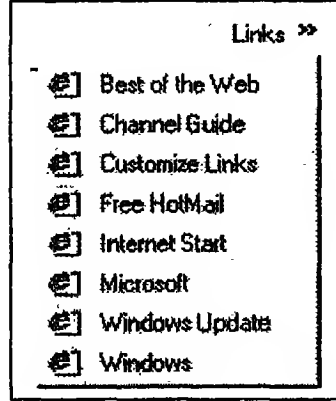 Links »
Best of the Web
Channel Guide
Customize Links
Free HotMail
Internet Start
Microsoft
Windows Update
Windows